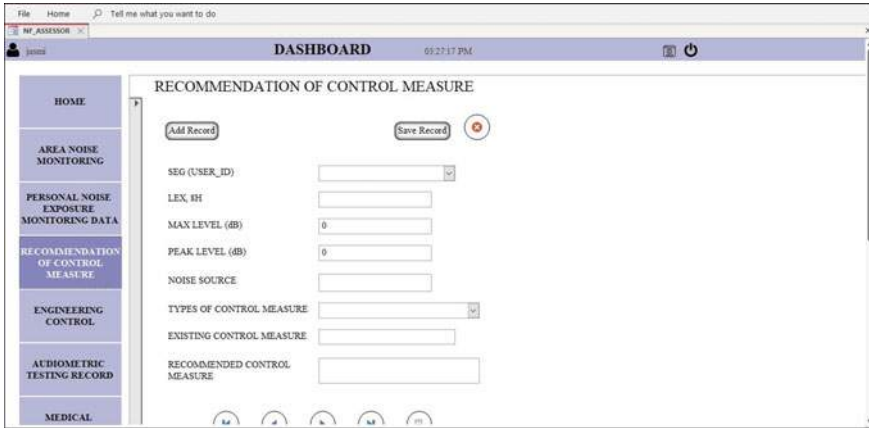 File Home Tell me what you want to do
NF_ASSESSOR
jasmi DASHBOARD 03:27:17 PM
RECOMMENDATION OF CONTROL MEASURE
Add Record Save Record
SEG (USER_ID)
LEX, 8H
MAX LEVEL (dB) 0
PEAK LEVEL (dB) 0
NOISE SOURCE
TYPES OF CONTROL MEASURE
EXISTING CONTROL MEASURE
RECOMMENDED CONTROL
MEASURE
HOME
AREA NOISE
MONITORING
PERSONAL NOISE
EXPOSURE
MONITORING DATA
RECOMMENDATION
OF CONTROL
MEASURE
ENGINEERING
CONTROL
AUDIOMETRIC
TESTING RECORD
MEDICAL